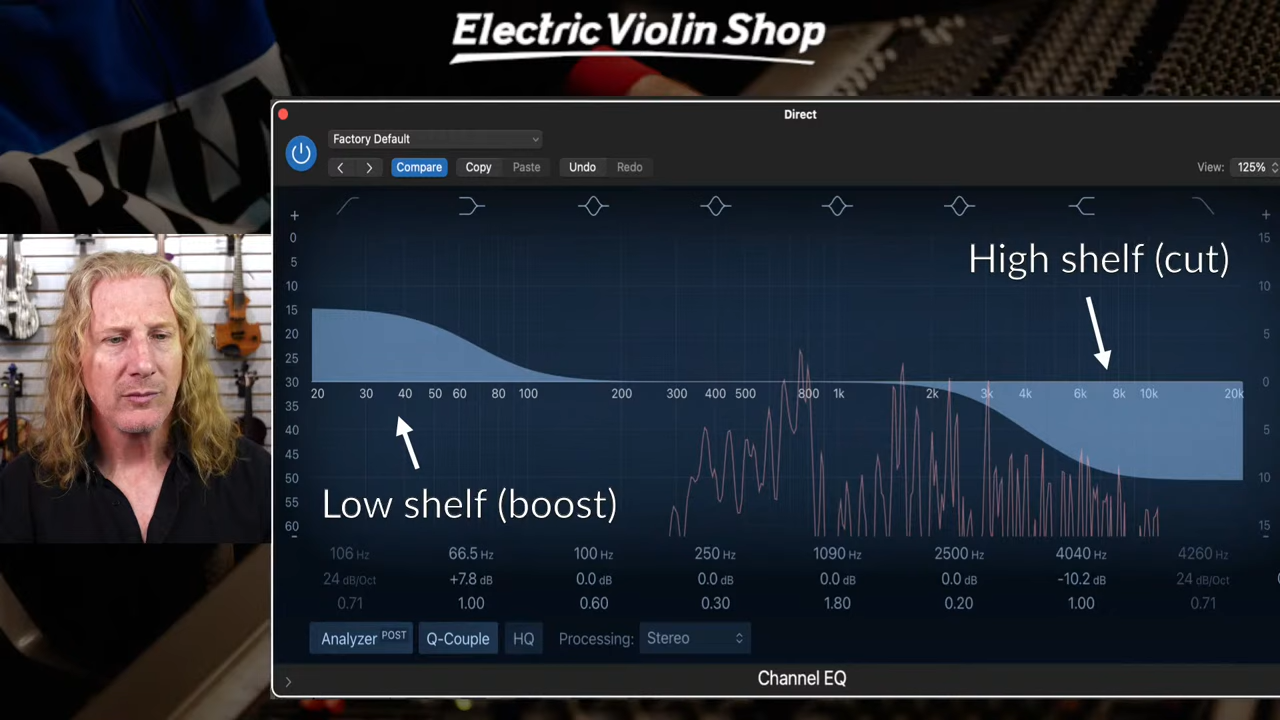 Electric Violin Shop
Direct
Factory Default
Compare Copy Paste Undo Redo View: 125%
+ +
0 15
5
10 10
15
20 5
25
30 0
20 30 40 50 60 80 100 200 300 400 500 800 1k 2k 3k 4k 6k 8k 10k 20k
35
40 5
45
50 10
55
60 15
- -
High shelf (cut)
Low shelf (boost)
106 Hz 66.5 Hz 100 Hz 250 Hz 1090 Hz 2500 Hz 4040 Hz 4260 Hz
24 dB/Oct +7.8 dB 0.0 dB 0.0 dB 0.0 dB 0.0 dB -10.2 dB 24 dB/Oct
0.71 1.00 0.60 0.30 1.80 0.20 1.00 0.71
Analyzer POST Q-Couple HQ Processing: Stereo
Channel EQ